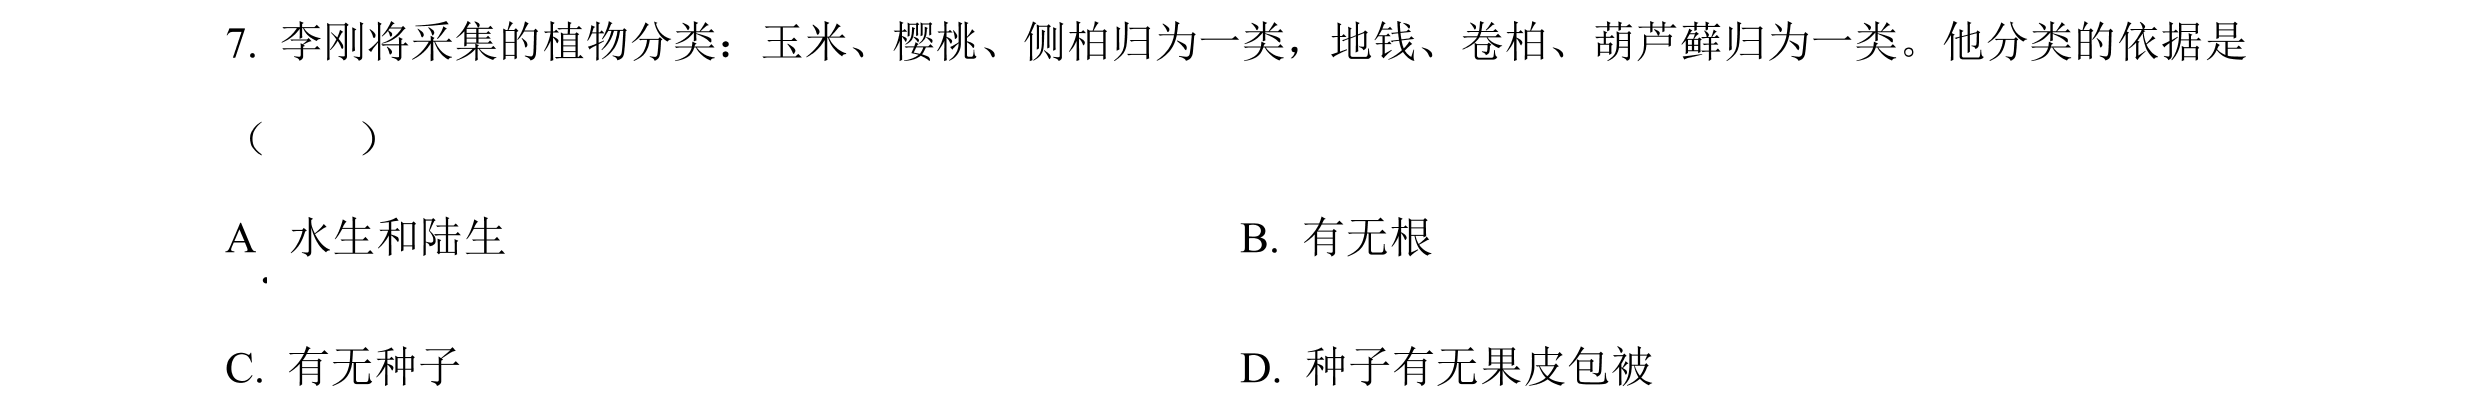 7. 李刚将采集的植物分类：玉米、樱桃、侧柏归为一类，地钱、卷柏、葫芦藓归为一类。他分类的依据是
（　　）
A 水生和陆生 B. 有无根
.
C. 有无种子 D. 种子有无果皮包被